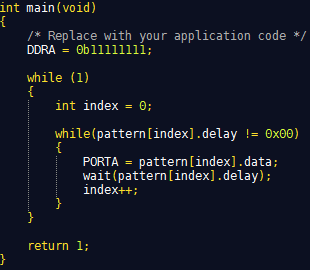 int main(void)
{
    /* Replace with your application code */
    DDRA = 0b11111111;

    while (1)
    {
        int index = 0;

        while(pattern[index].delay != 0x00)
        {
            PORTA = pattern[index].data;
            wait(pattern[index].delay);
            index++;
        }
    }

    return 1;
}